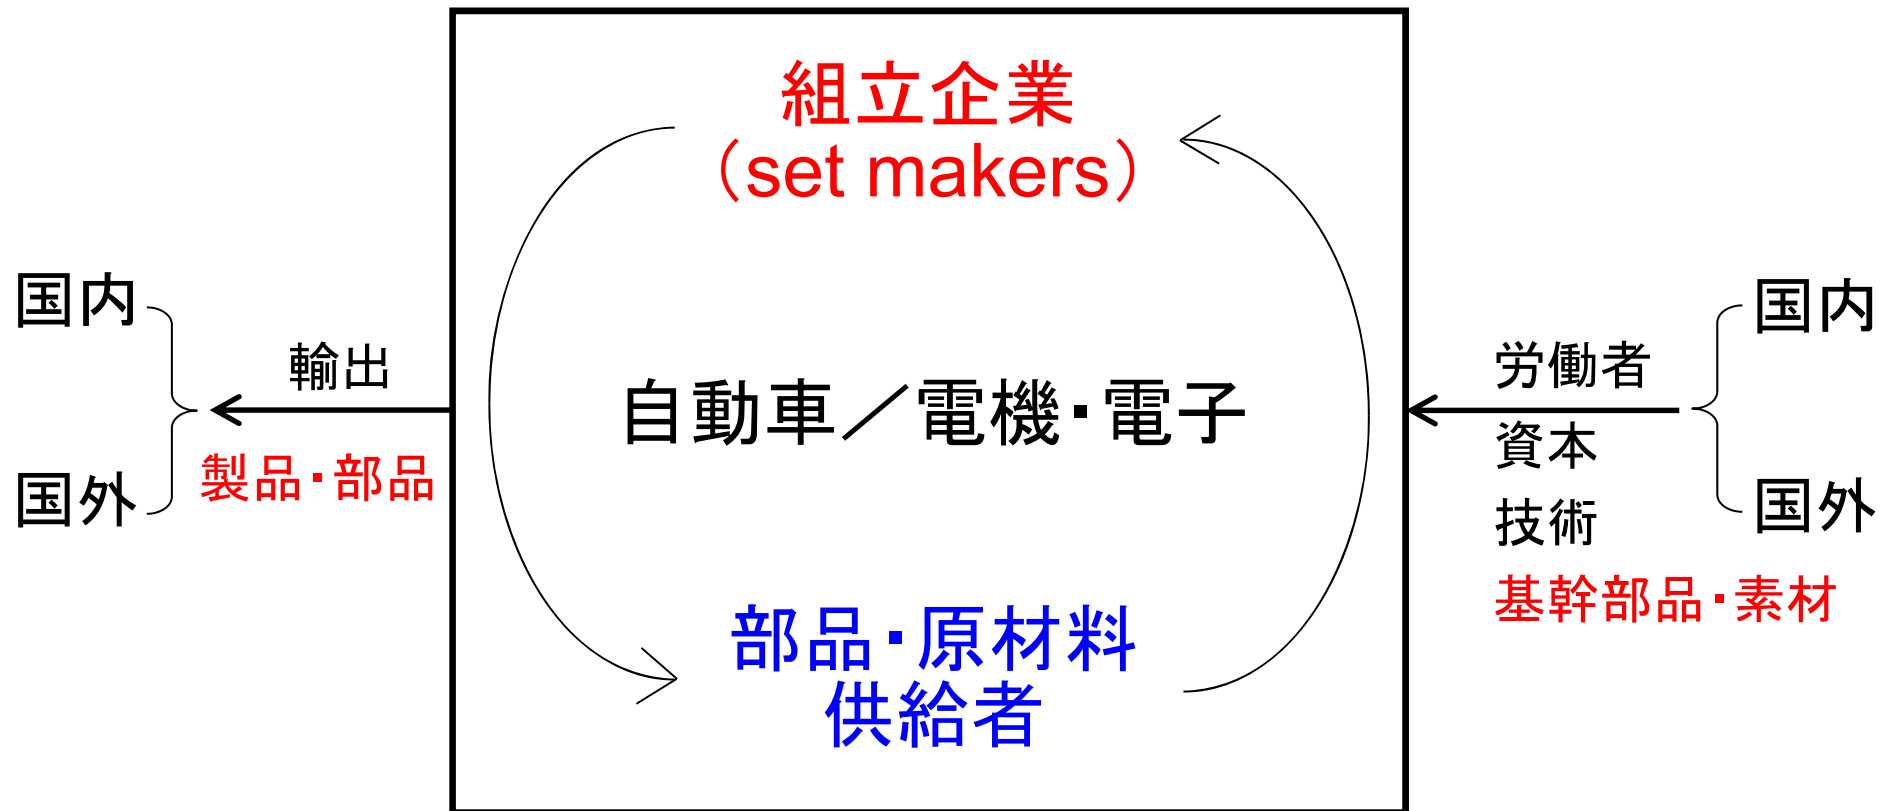 組立企業
（set makers）
国内
国外
輸出
製品・部品
自動車／電機・電子
部品・原材料
供給者
労働者
資本
技術
基幹部品・素材
国内
国外